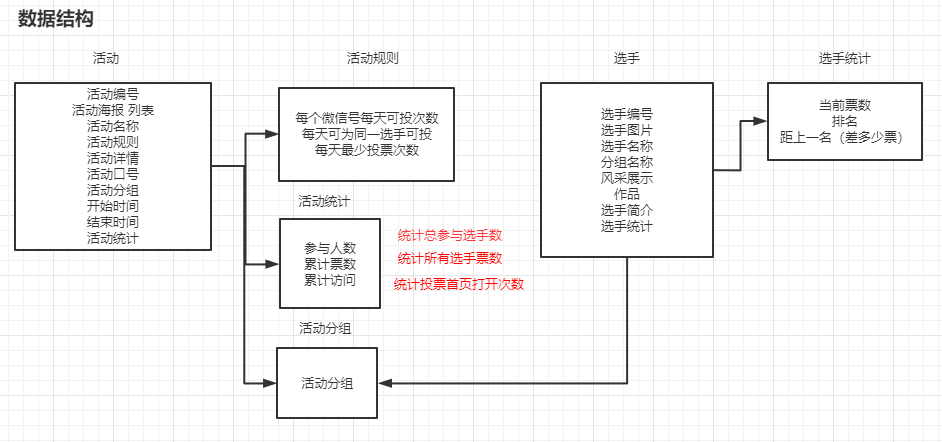 数据结构
活动
活动编号
活动海报 列表
活动名称
活动规则
活动详情
活动口号
活动分组
开始时间
结束时间
活动统计
活动规则
每个微信号每天可投次数
每天可为同一选手可投
每天最少投票次数
活动统计
参与人数
累计票数
累计访问
统计总参与选手数
统计所有选手票数
统计投票首页打开次数
活动分组
活动分组
选手
选手编号
选手图片
选手名称
分组名称
风采展示
作品
选手简介
选手统计
选手统计
当前票数
排名
距上一名（差多少票）